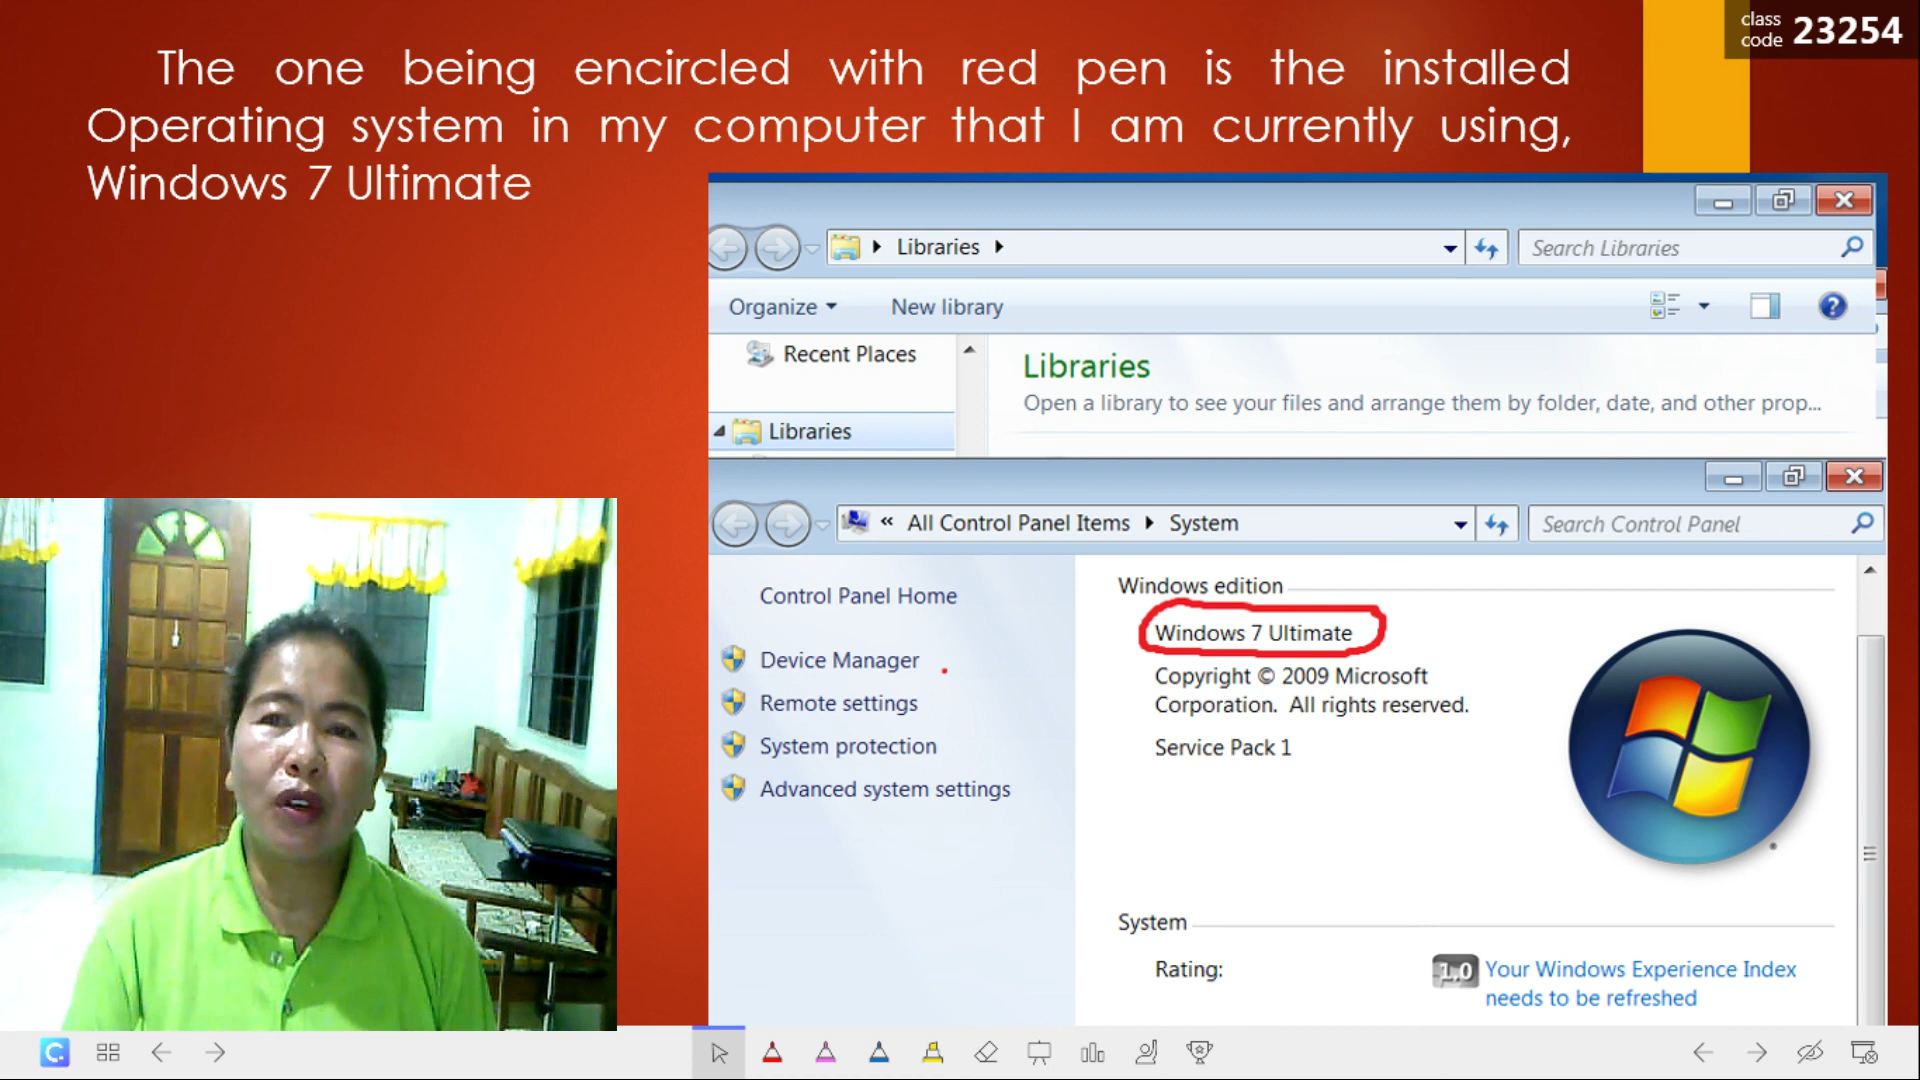 class
code 23254
The one being encircled with red pen is the installed
Operating system in my computer that I am currently using,
Windows 7 Ultimate
Libraries
Search Libraries
Organize
New library
Recent Places
Libraries
Libraries
Open a library to see your files and arrange them by folder, date, and other prop...
« All Control Panel Items
System
Search Control Panel
Control Panel Home
Device Manager
Remote settings
System protection
Advanced system settings
Windows edition
Windows 7 Ultimate
Copyright © 2009 Microsoft
Corporation. All rights reserved.
Service Pack 1
System
Rating:
1.0
Your Windows Experience Index
needs to be refreshed